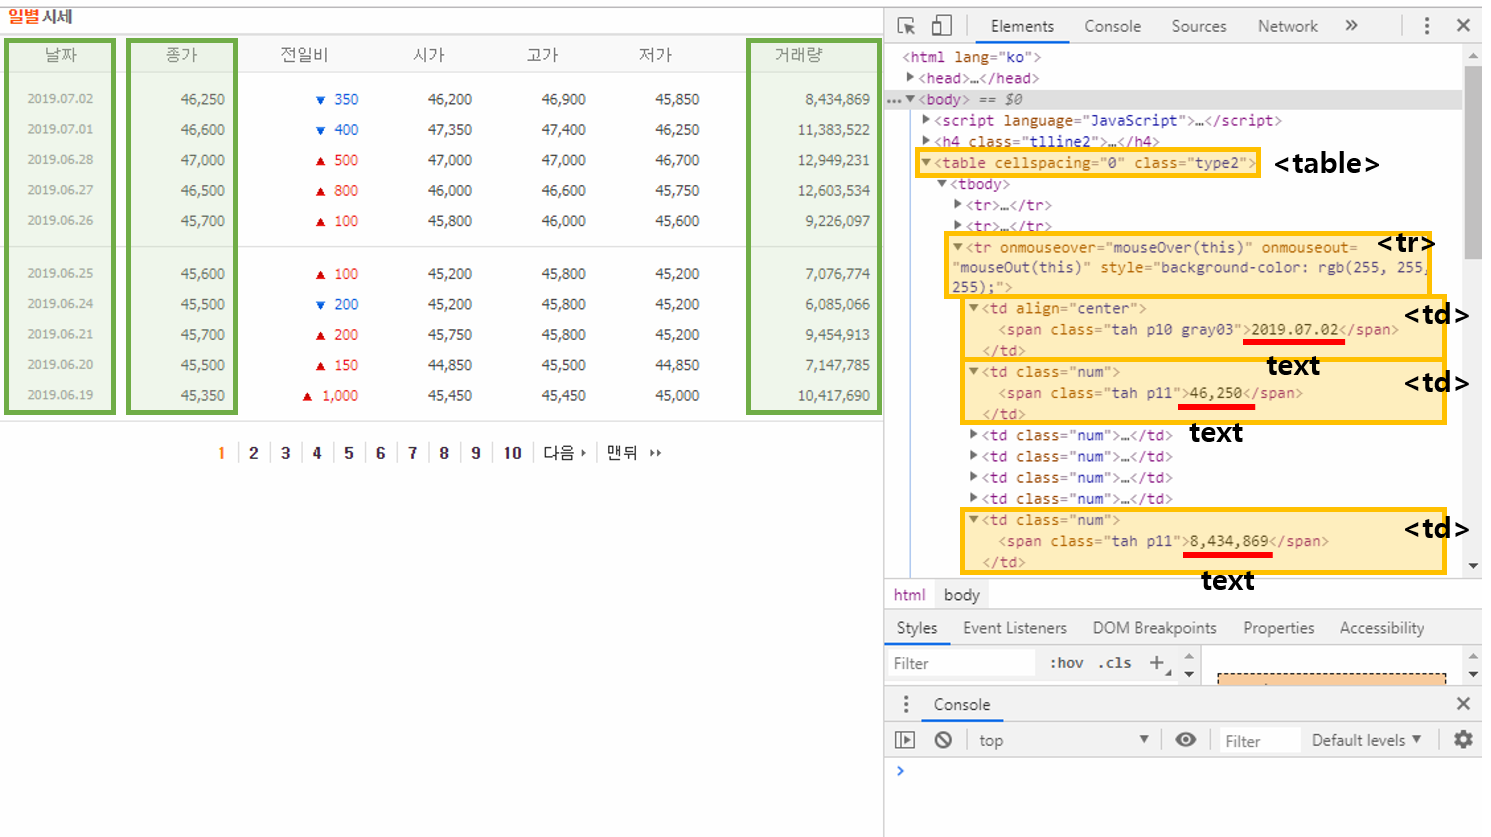 일별 시세
날짜 종가 전일비 시가 고가 저가 거래량
2019.07.02 46,250 ▼ 350 46,200 46,900 45,850 8,434,869
2019.07.01 46,600 ▼ 400 47,350 47,400 46,250 11,383,522
2019.06.28 47,000 ▲ 500 47,000 47,000 46,700 12,949,231
2019.06.27 46,500 ▲ 800 46,000 46,600 45,750 12,603,534
2019.06.26 45,700 ▲ 100 45,800 46,000 45,600 9,226,097
2019.06.25 45,600 ▲ 100 45,200 45,800 45,200 7,076,774
2019.06.24 45,500 ▼ 200 45,200 45,800 45,200 6,085,066
2019.06.21 45,700 ▲ 200 45,750 45,800 45,200 9,454,913
2019.06.20 45,500 ▲ 150 44,850 45,500 44,850 7,147,785
2019.06.19 45,350 ▲ 1,000 45,450 45,450 45,000 10,417,690
1 2 3 4 5 6 7 8 9 10 다음 맨뒤
Elements Console Sources Network »
<html lang="ko">
<head>…</head>
<body> == $0
<script language="JavaScript">…</script>
<h4 class="tlline2">…</h4>
<table cellspacing="0" class="type2"> <table>
<tbody>
<tr>…</tr>
<tr>…</tr>
<tr onmouseover="mouseOver(this)" onmouseout= <tr>
"mouseOut(this)" style="background-color: rgb(255, 255,
255);">
<td align="center"> <td>
<span class="tah p10 gray03">2019.07.02</span>
</td>
text
<td class="num"> <td>
<span class="tah p11">46,250</span>
</td>
text
<td class="num">…</td>
<td class="num">…</td>
<td class="num">…</td>
<td class="num">…</td>
<td class="num"> <td>
<span class="tah p11">8,434,869</span>
</td>
text
html body
Styles Event Listeners DOM Breakpoints Properties Accessibility
Filter :hov .cls +
Console
top Filter Default levels ▼